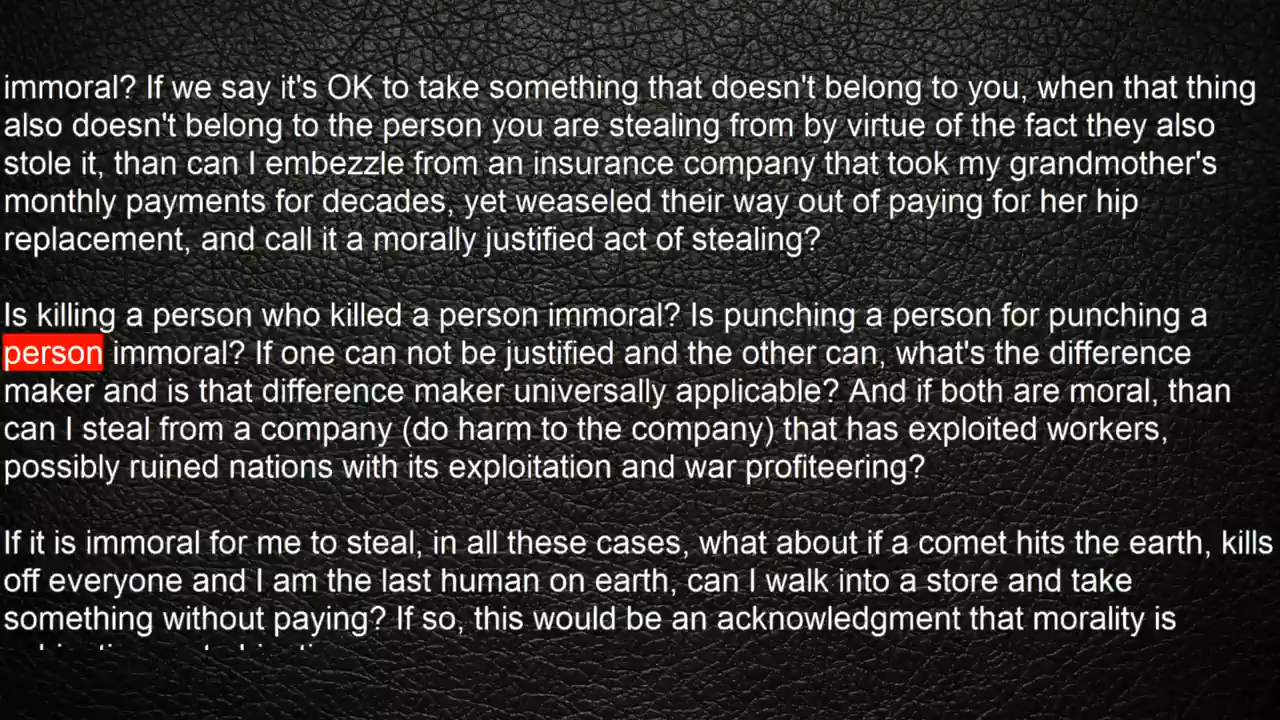 immoral? If we say it's OK to take something that doesn't belong to you, when that thing
also doesn't belong to the person you are stealing from by virtue of the fact they also
stole it, than can I embezzle from an insurance company that took my grandmother's
monthly payments for decades, yet weaseled their way out of paying for her hip
replacement, and call it a morally justified act of stealing?
Is killing a person who killed a person immoral? Is punching a person for punching a
person immoral? If one can not be justified and the other can, what's the difference
maker and is that difference maker universally applicable? And if both are moral, than
can I steal from a company (do harm to the company) that has exploited workers,
possibly ruined nations with its exploitation and war profiteering?
If it is immoral for me to steal, in all these cases, what about if a comet hits the earth, kills
off everyone and I am the last human on earth, can I walk into a store and take
something without paying? If so, this would be an acknowledgment that morality is